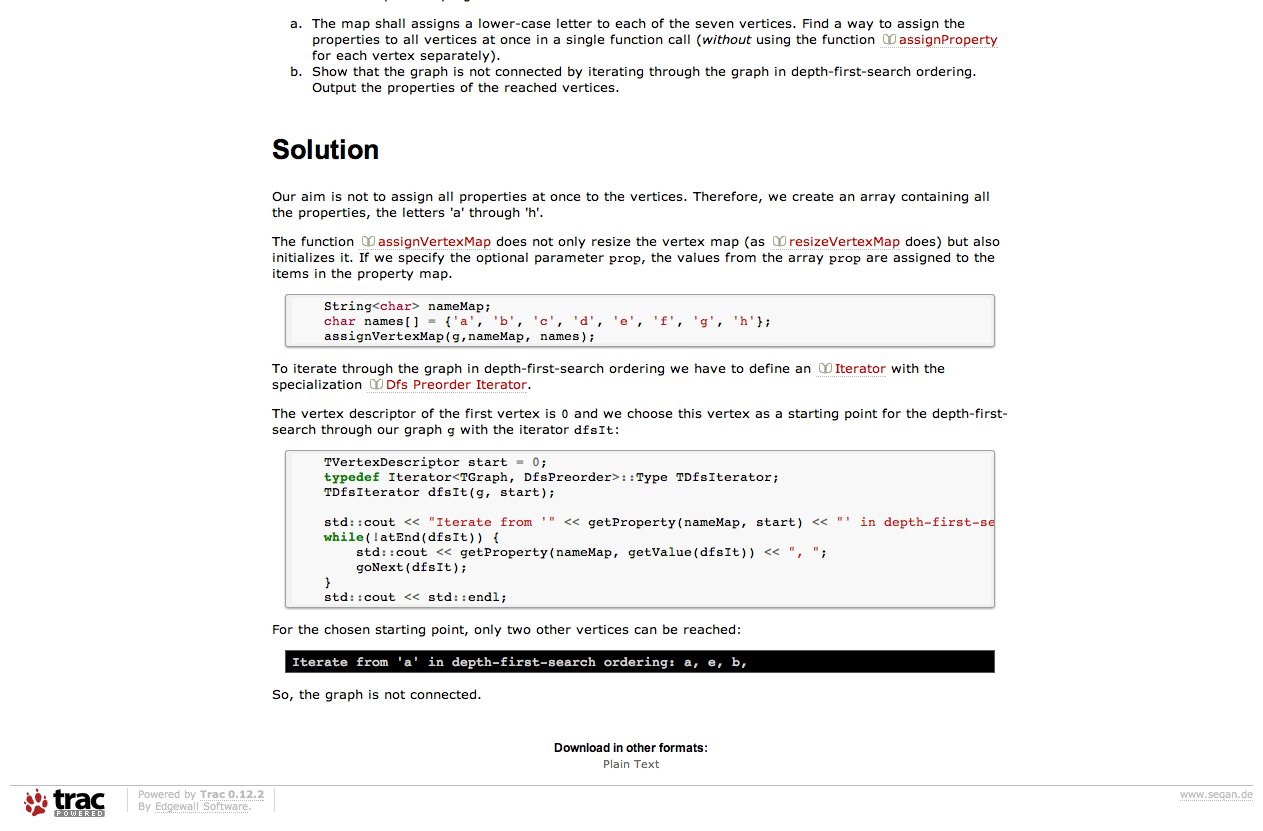 a. The map shall assigns a lower-case letter to each of the seven vertices. Find a way to assign the
properties to all vertices at once in a single function call (without using the function assignProperty
for each vertex separately).
b. Show that the graph is not connected by iterating through the graph in depth-first-search ordering.
Output the properties of the reached vertices.
Solution
Our aim is not to assign all properties at once to the vertices. Therefore, we create an array containing all
the properties, the letters 'a' through 'h'.
The function assignVertexMap does not only resize the vertex map (as resizeVertexMap does) but also
initializes it. If we specify the optional parameter prop, the values from the array prop are assigned to the
items in the property map.
String<char> nameMap;
char names[] = {'a', 'b', 'c', 'd', 'e', 'f', 'g', 'h'};
assignVertexMap(g,nameMap, names);
To iterate through the graph in depth-first-search ordering we have to define an Iterator with the
specialization Dfs Preorder Iterator.
The vertex descriptor of the first vertex is 0 and we choose this vertex as a starting point for the depth-first-
search through our graph g with the iterator dfsIt:
TVertexDescriptor start = 0;
typedef Iterator<TGraph, DfsPreorder>::Type TDfsIterator;
TDfsIterator dfsIt(g, start);
std::cout << "Iterate from '" << getProperty(nameMap, start) << "' in depth-first-se
while(!atEnd(dfsIt)) {
std::cout << getProperty(nameMap, getValue(dfsIt)) << ", ";
goNext(dfsIt);
}
std::cout << std::endl;
For the chosen starting point, only two other vertices can be reached:
Iterate from 'a' in depth-first-search ordering: a, e, b,
So, the graph is not connected.
Download in other formats:
Plain Text
trac
POWERED
Powered by Trac 0.12.2
By Edgewall Software.
www.seqan.de